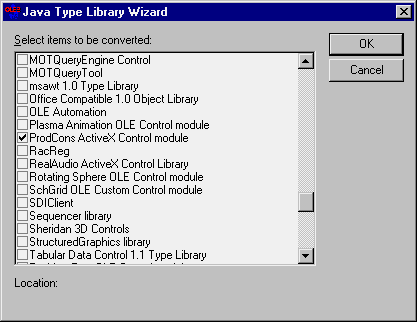 Java Type Library Wizard
Select items to be converted:
OK
Cancel
MOTQueryEngine Control
MOTQueryTool
msawt 1.0 Type Library
Office Compatible 1.0 Object Library
OLE Automation
Plasma Animation OLE Control module
ProdCons ActiveX Control module
RacReg
RealAudio ActiveX Control Library
Rotating Sphere OLE Control module
SchGrid OLE Custom Control module
SDIClient
Sequencer library
Sheridan 3D Controls
StructuredGraphics library
Tabular Data Control 1.1 Type Library
Location: